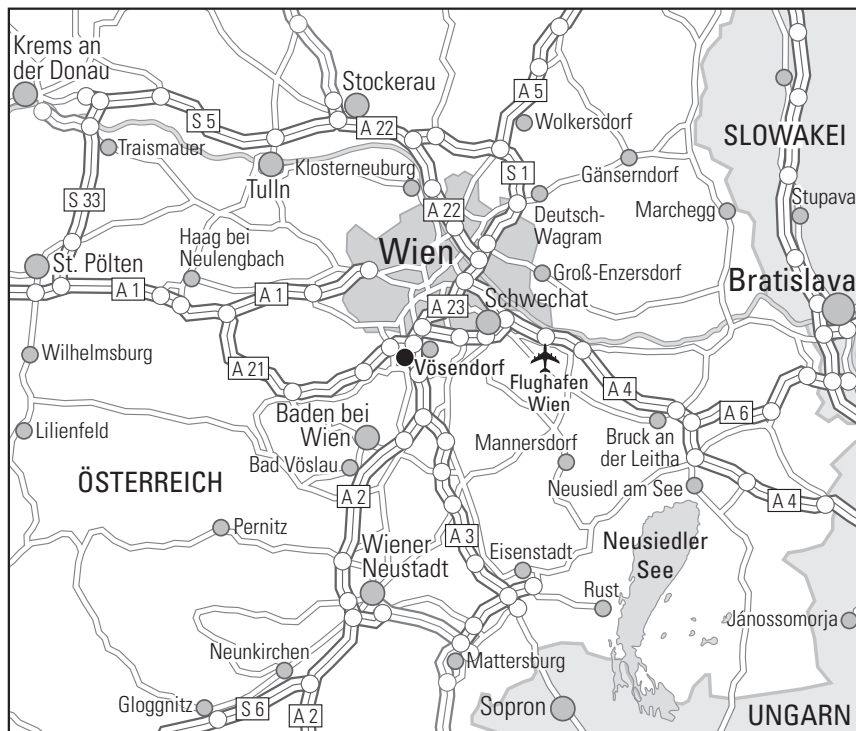 Krems an
der Donau
Stockerau
A 5
Wolkersdorf
S 5
A 22
SLOWAKEI
Traismauer
Klosterneuburg
S 1
Gänserndorf
Tulln
S 33
A 22
Deutsch-
Wagram
Marchegg
Stupava
Haag bei
Neulengbach
Wien
St. Pölten
Groß-Enzersdorf
Bratislava
A 1
A 1
A 23
Schwechat
Wilhelmsburg
A 21
Vösendorf
Flughafen
Wien
A 4
A 6
Baden bei
Wien
Lilienfeld
Mannersdorf
Bruck an
der Leitha
Bad Vöslau
ÖSTERREICH
A 2
Neusiedl am See
A 4
Pernitz
Wiener
Neustadt
A 3
Eisenstadt
Neusiedler
See
Rust
Jánossomorja
Neunkirchen
Mattersburg
Gloggnitz
S 6
A 2
Sopron
UNGARN